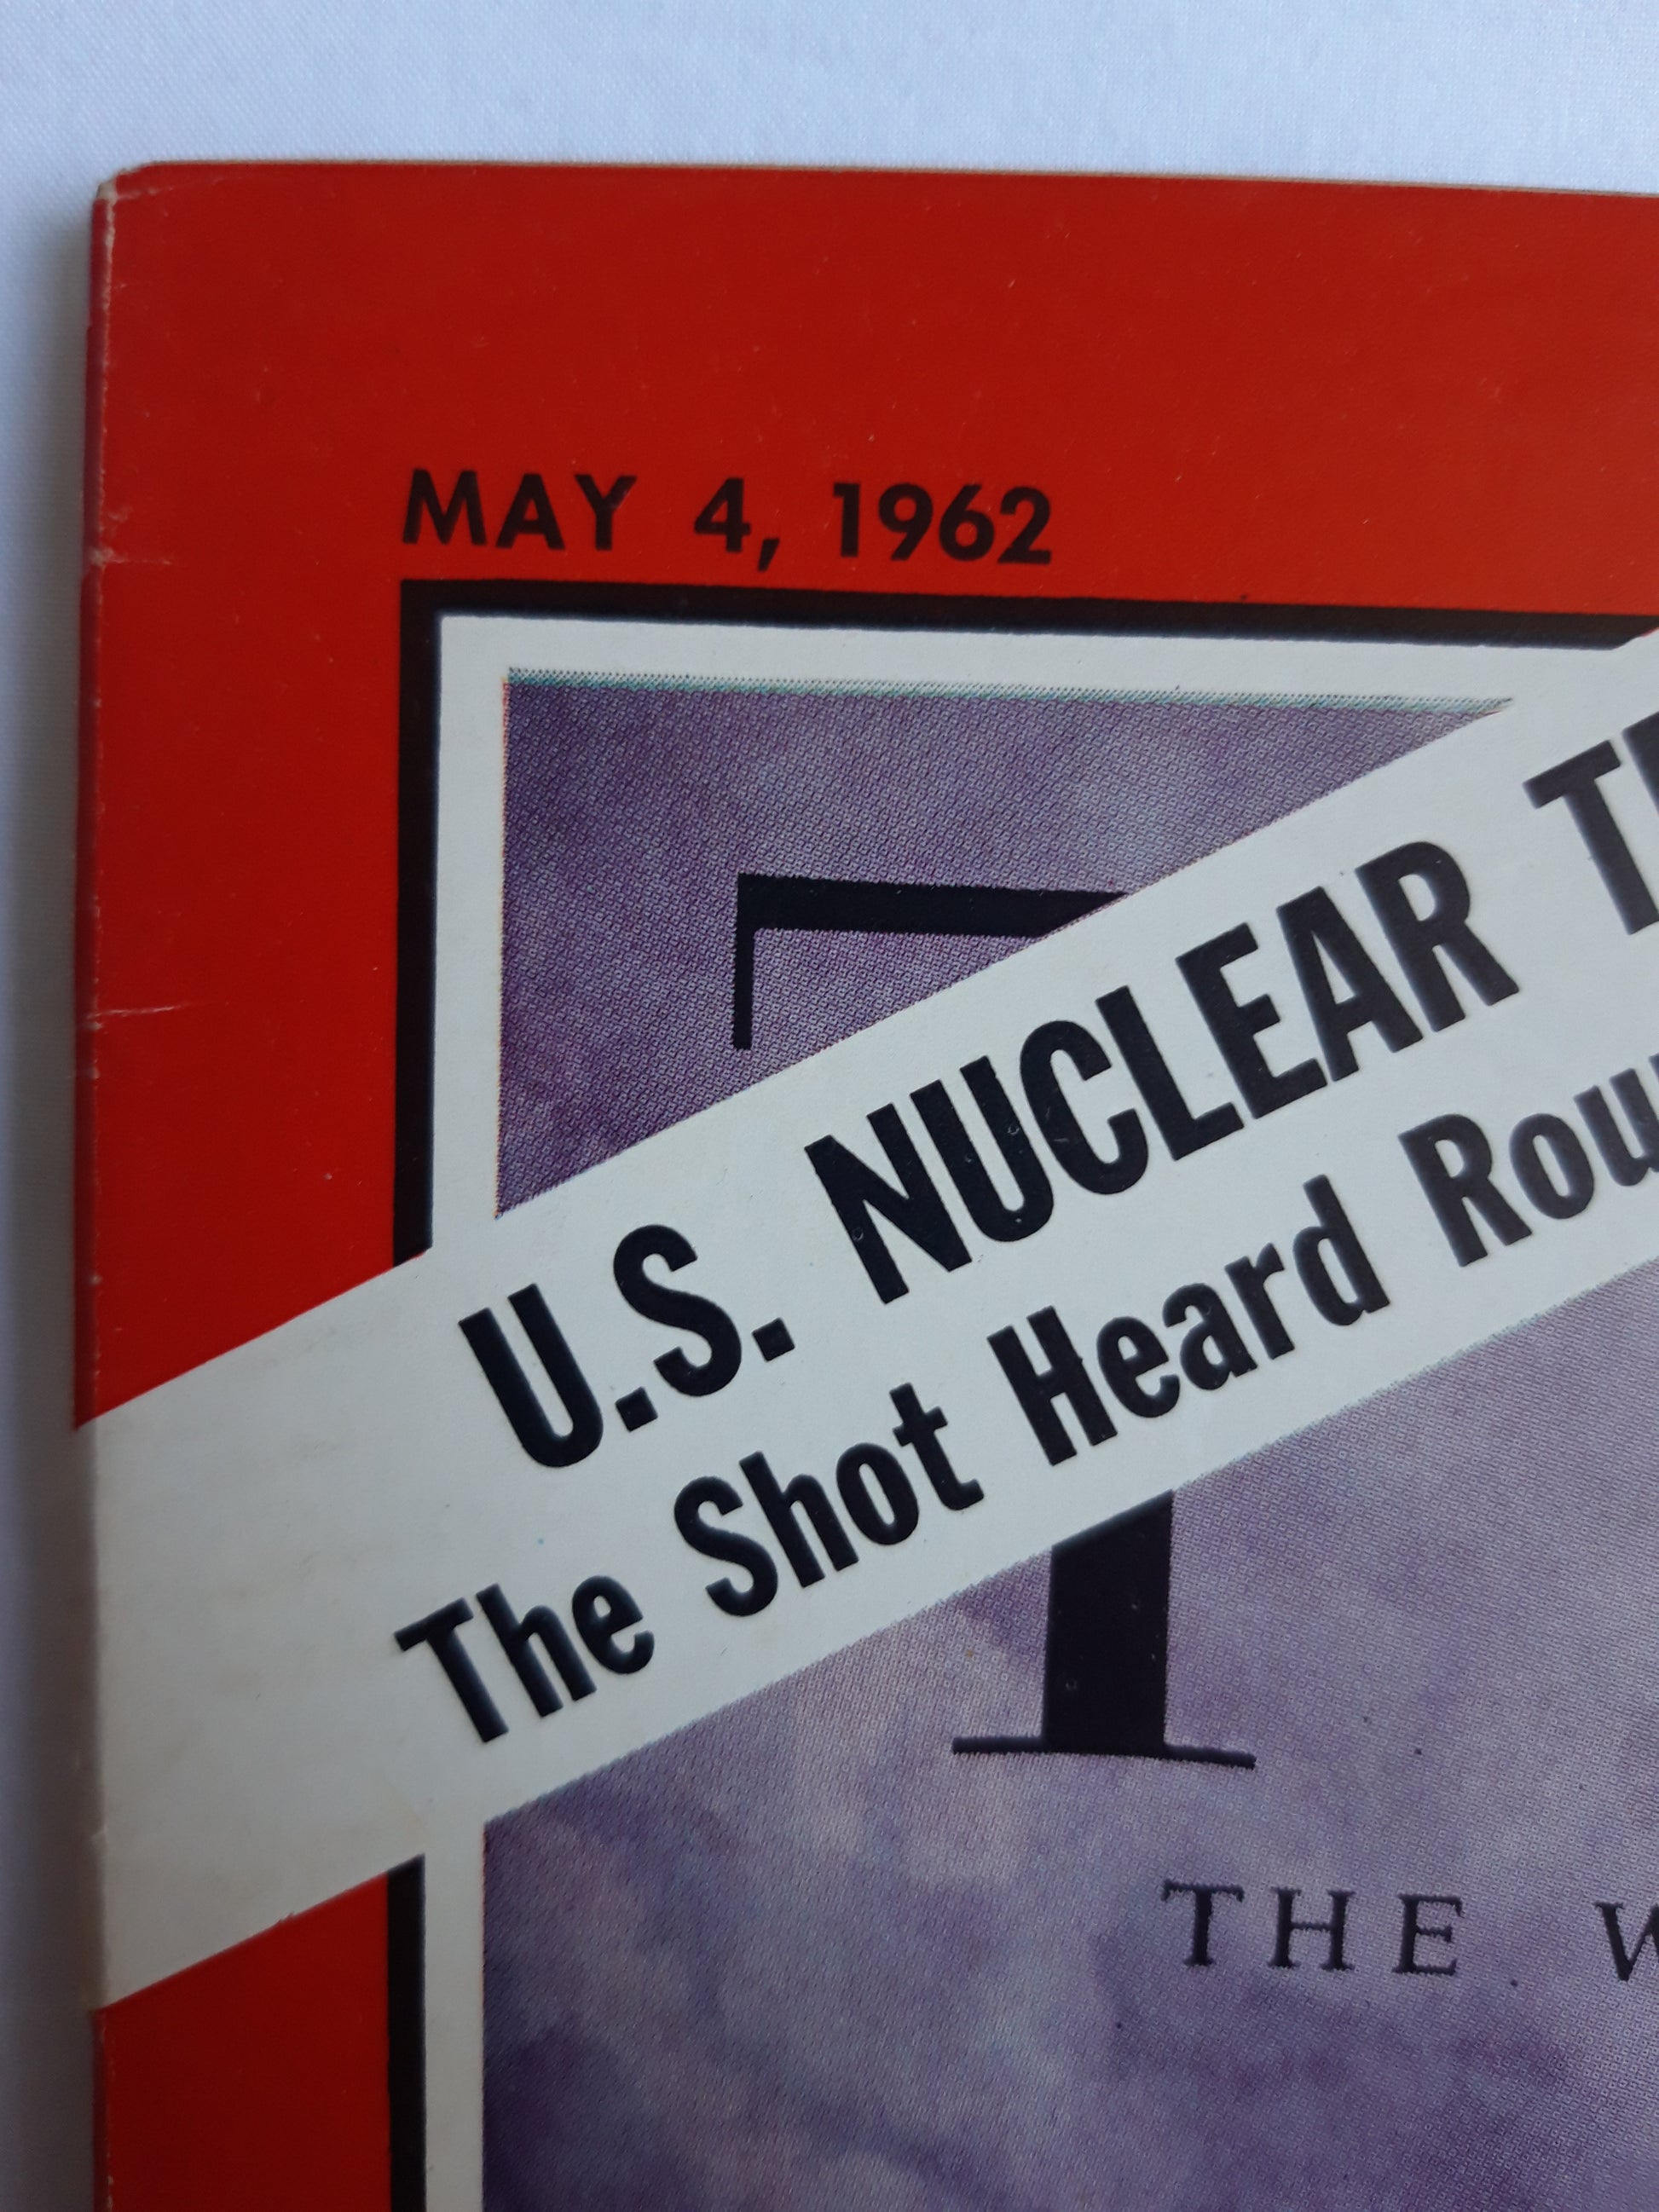 MAY 4, 1962
T
U.S. NUCLEAR
The Shot Heard
THE